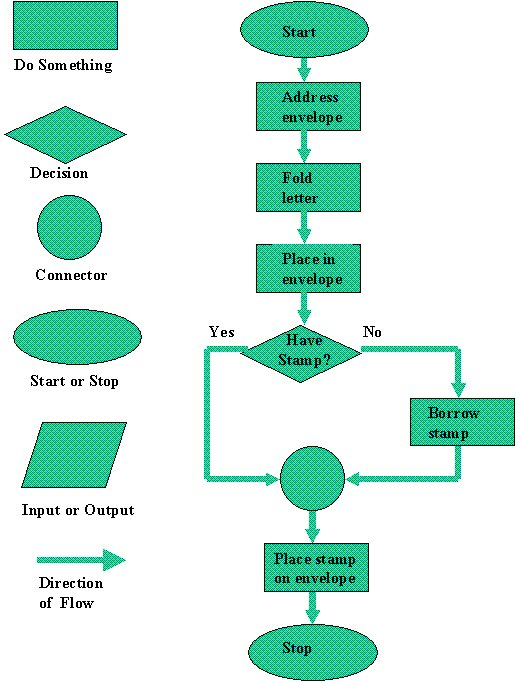 Do Something
Decision
Connector
Start or Stop
Input or Output
Direction
of Flow
Start
Address
envelope
Fold
letter
Place in
envelope
Yes
Have
Stamp?
No
Borrow
stamp
Place stamp
on envelope
Stop